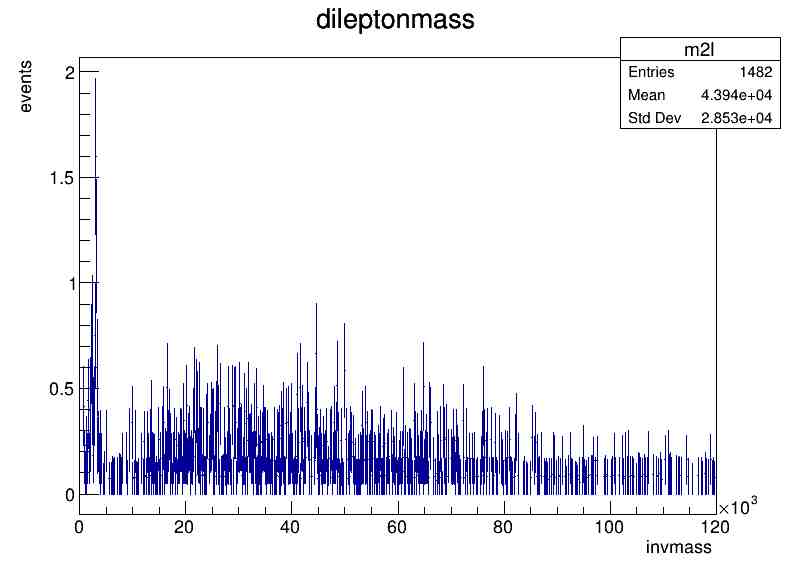 dileptonmass
m2l
Entries 1482
Mean 4.394e+04
Std Dev 2.853e+04
events
2
1.5
1
0.5
0
0 20 40 60 80 100 120
×10³
invmass